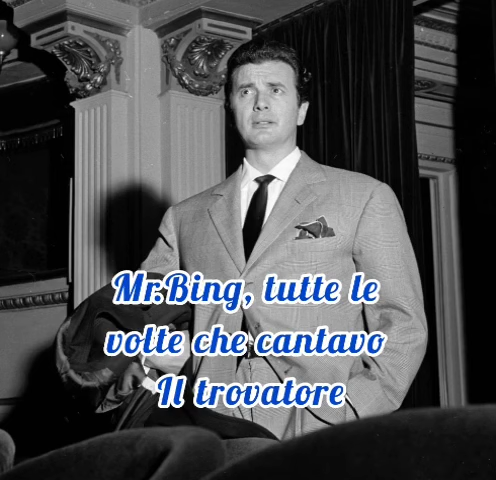 Mr.Bing, tutte le
volte che cantavo
Il trovatore